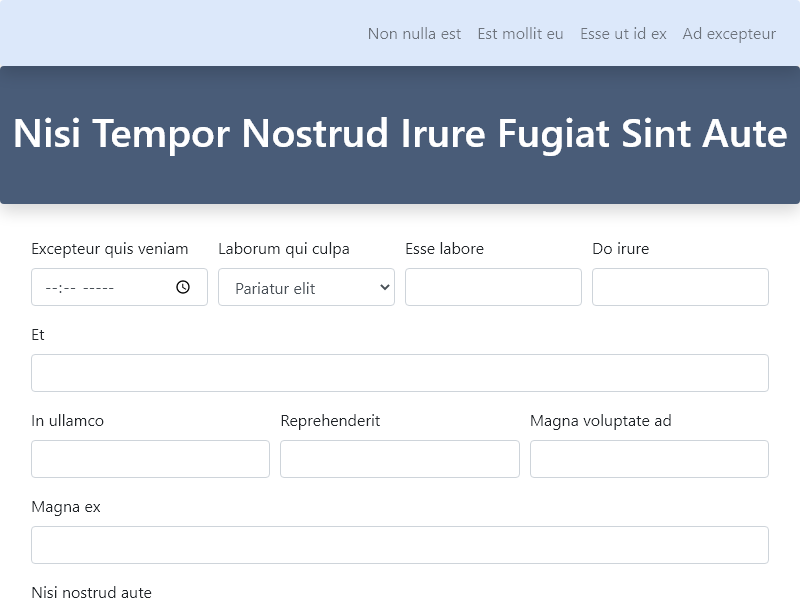 Non nulla est Est mollit eu Esse ut id ex Ad excepteur
Nisi Tempor Nostrud Irure Fugiat Sint Aute
Excepteur quis veniam Laborum qui culpa Esse labore Do irure
--:-- ----- Pariatur elit
Et
In ullamco Reprehenderit Magna voluptate ad
Magna ex
Nisi nostrud aute